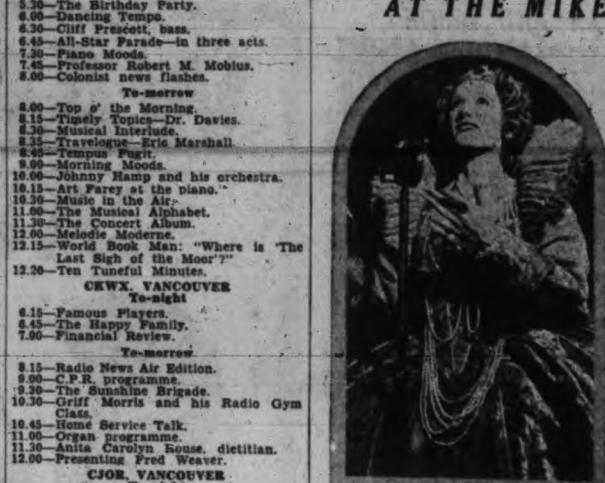 5.30—The Birthday Party.
6.00—Dancing Tempo.
6.30—Cliff Prescott, bass.
6.45—All-Star Parade—in three acts.
7.30—Piano Moods.
7.45—Professor Robert M. Mobius.
8.00—Colonist news flashes.
To-morrow
8.00—Top o' the Morning.
8.15—Timely Topics—Dr. Davies.
8.30—Musical Interlude.
8.35—Travelogue—Eric Marshall.
8.45—Tempus Fugit.
9.00—Morning Moods.
10.00—Johnny Hamp and his orchestra.
10.15—Art Farey at the piano.
10.30—Music in the Air.
11.00—The Musical Alphabet.
11.30—The Concert Album.
12.00—Melodie Moderne.
12.15—World Book Man: "Where is 'The
Last Sigh of the Moor'?"
12.20—Ten Tuneful Minutes.
CKWX, VANCOUVER
To-night
6.15—Famous Players.
6.45—The Happy Family.
7.00—Financial Review.
To-morrow
8.15—Radio News Air Edition.
9.00—C.P.R. programme.
9.30—The Sunshine Brigade.
10.30—Griff Morris and his Radio Gym
Class.
10.45—Home Service Talk.
11.00—Organ programme.
11.30—Anita Carolyn Rouse, dietitian.
12.00—Presenting Fred Weaver.
CJOR, VANCOUVER
AT THE MIKE